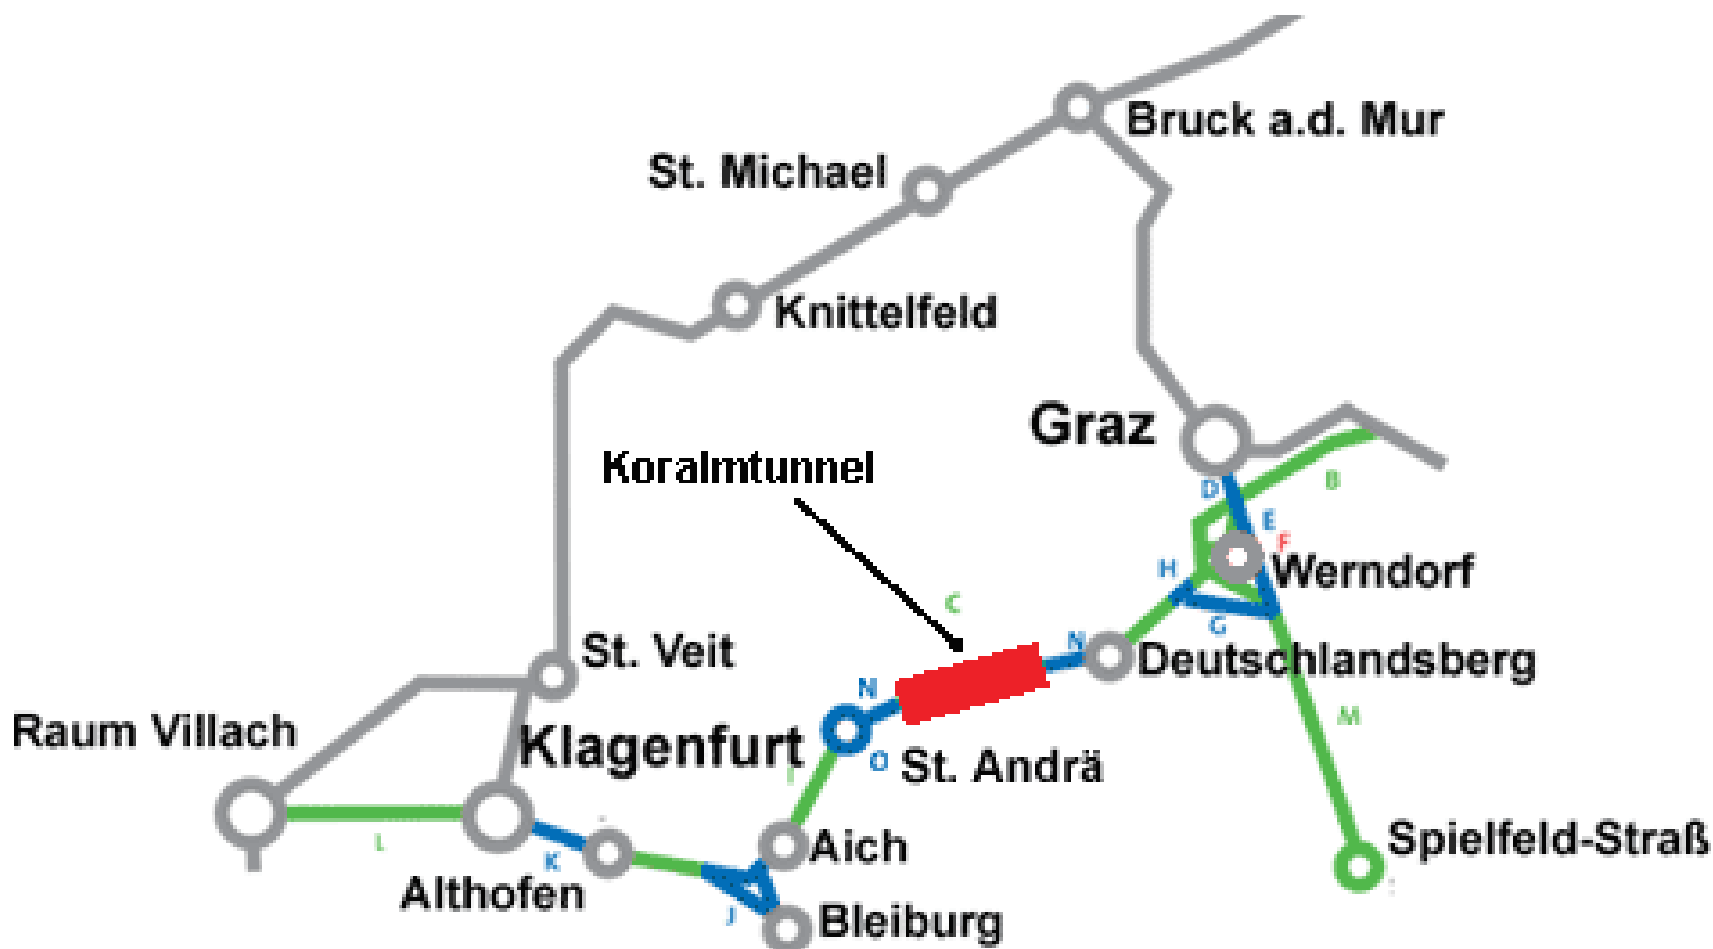 Bruck a.d. Mur
St. Michael
Knittelfeld
Graz
Koralmtunnel
B
D
E
F
Werndorf
H
C
G
N
Deutschlandsberg
St. Veit
N
M
Raum Villach
Klagenfurt
O
St. Andrä
I
Spielfeld-Straß
L
K
Aich
Althofen
J
Bleiburg